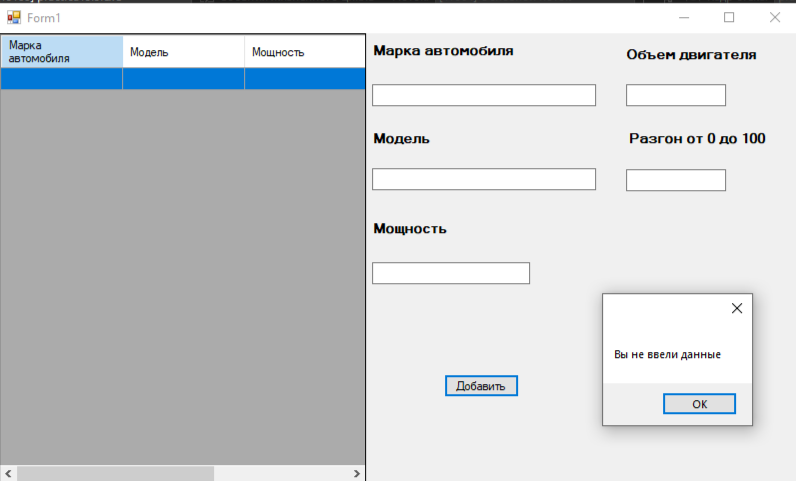 Form1
Марка
автомобиля
Модель
Мощность
Марка автомобиля
Объем двигателя
Модель
Разгон от 0 до 100
Мощность
Вы не ввели данные
Добавить
ОК